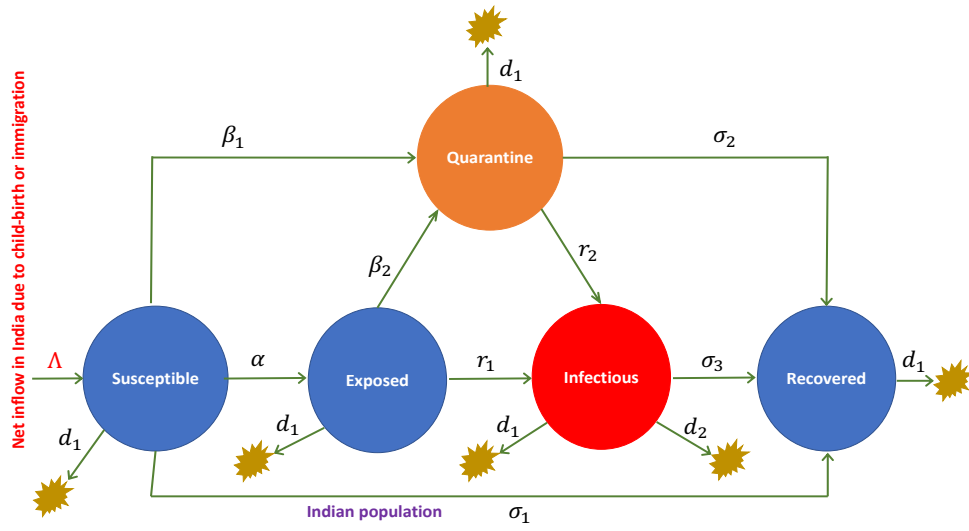 Net inflow in India due to child-birth or immigration
d₁
β₁
Quarantine
σ₂
β₂
r₂
Λ
Susceptible
α
Exposed
r₁
Infectious
σ₃
Recovered
d₁
d₁
d₁
d₁
d₂
Indian population
σ₁